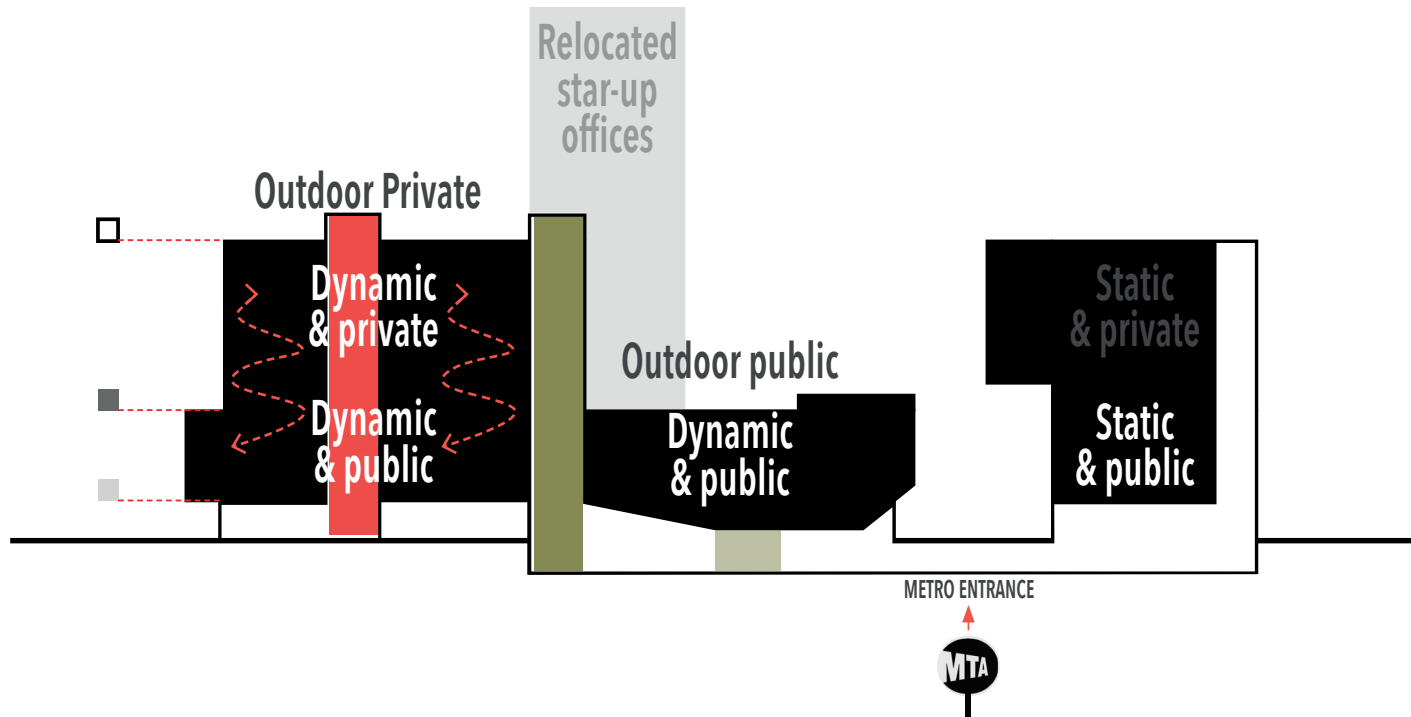 Relocated
star-up
offices
Outdoor Private
Dynamic
& private
Dynamic
& public
Outdoor public
Dynamic
& public
Static
& private
Static
& public
METRO ENTRANCE
MTA